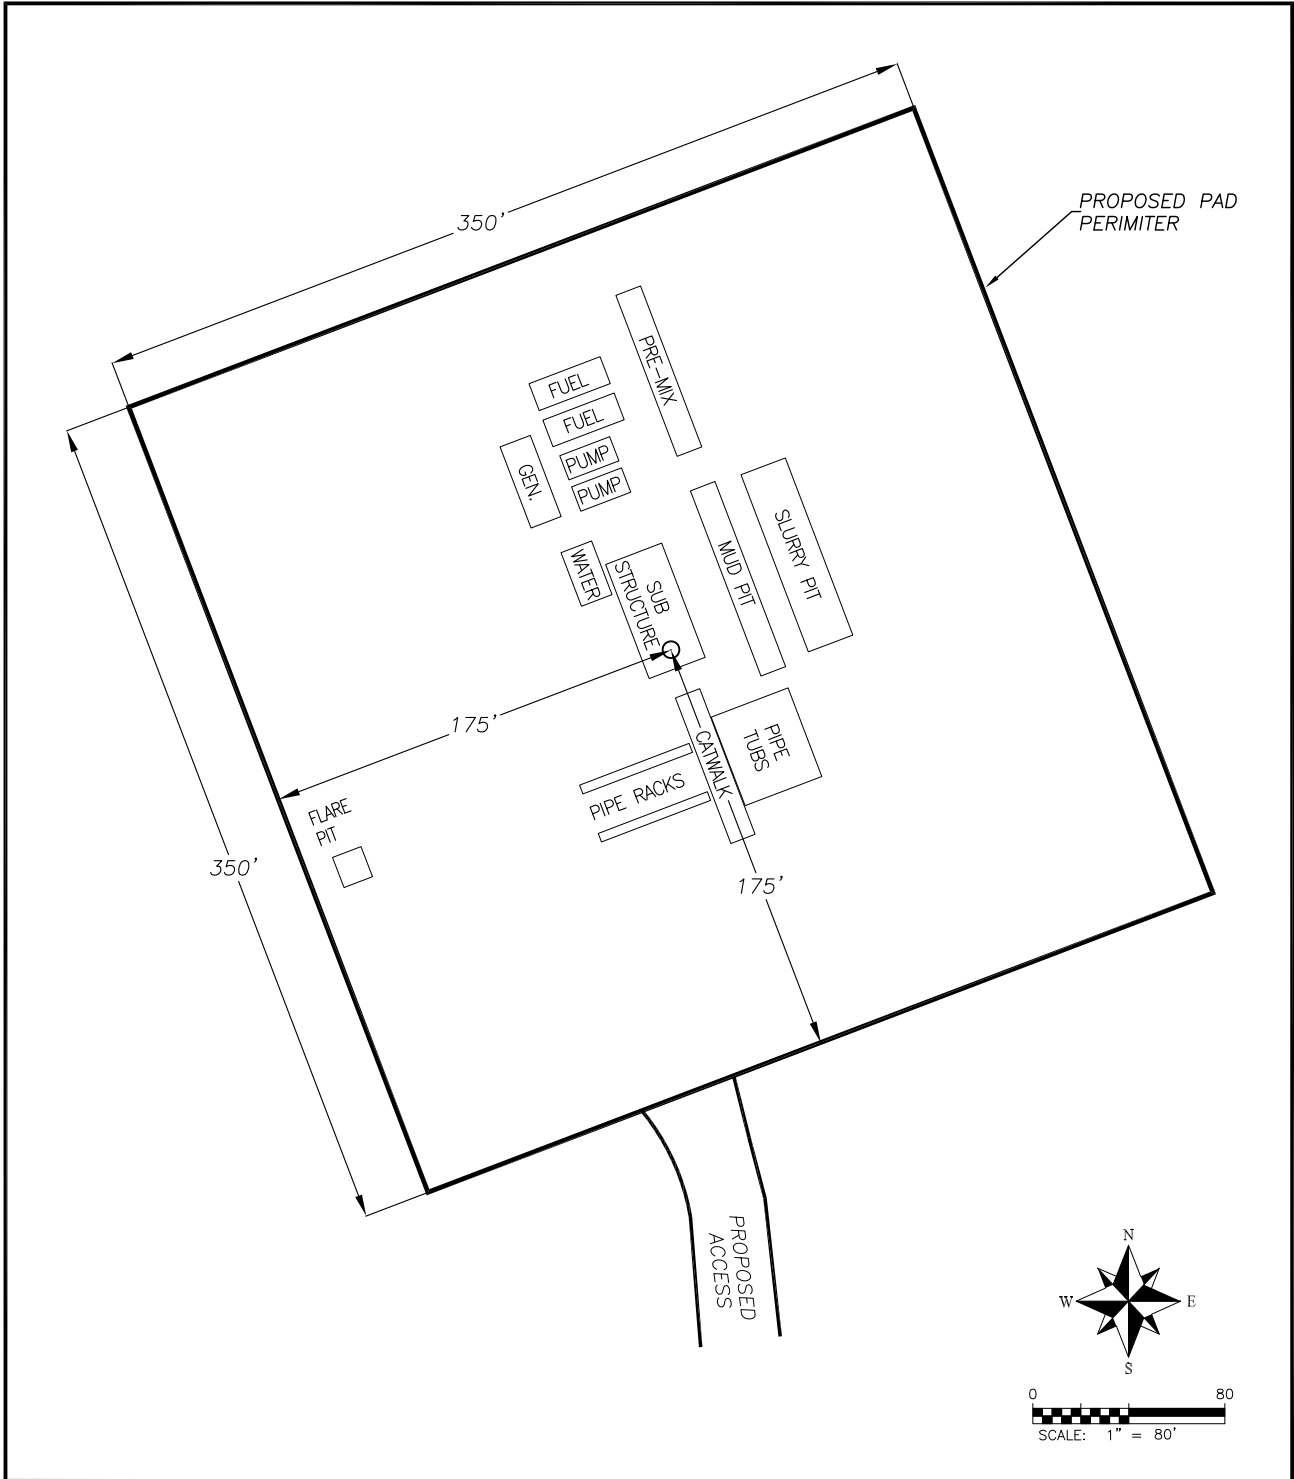 350'
PROPOSED PAD
PERIMITER
PRE-MIX
FUEL
FUEL
PUMP
PUMP
GEN.
SLURRY PIT
MUD PIT
WATER
SUB
STRUCTURE
175'
PIPE
TUBS
CATWALK
PIPE RACKS
FLARE
PIT
350'
175'
PROPOSED
ACCESS
N
W
E
S
0 80
SCALE: 1" = 80'